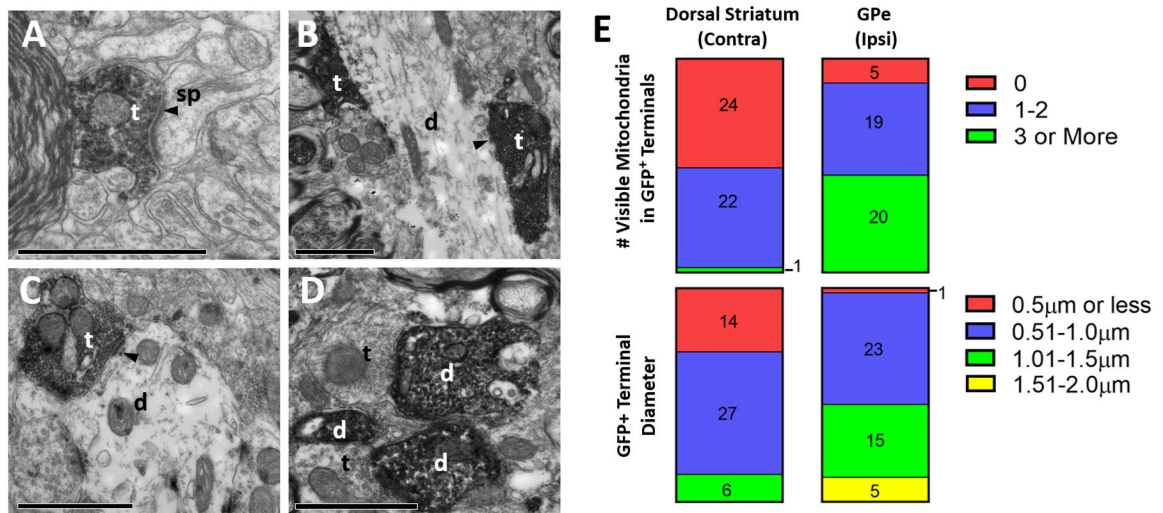 A
t
sp
B
t
d
t
C
t
d
D
t
d
d
t
d
E
Dorsal Striatum
(Contra)
GPe
(Ipsi)
# Visible Mitochondria
in GFP+ Terminals
24
22
1
5
19
20
0
1-2
3 or More
GFP+ Terminal
Diameter
14
27
6
1
23
15
5
0.5μm or less
0.51-1.0μm
1.01-1.5μm
1.51-2.0μm